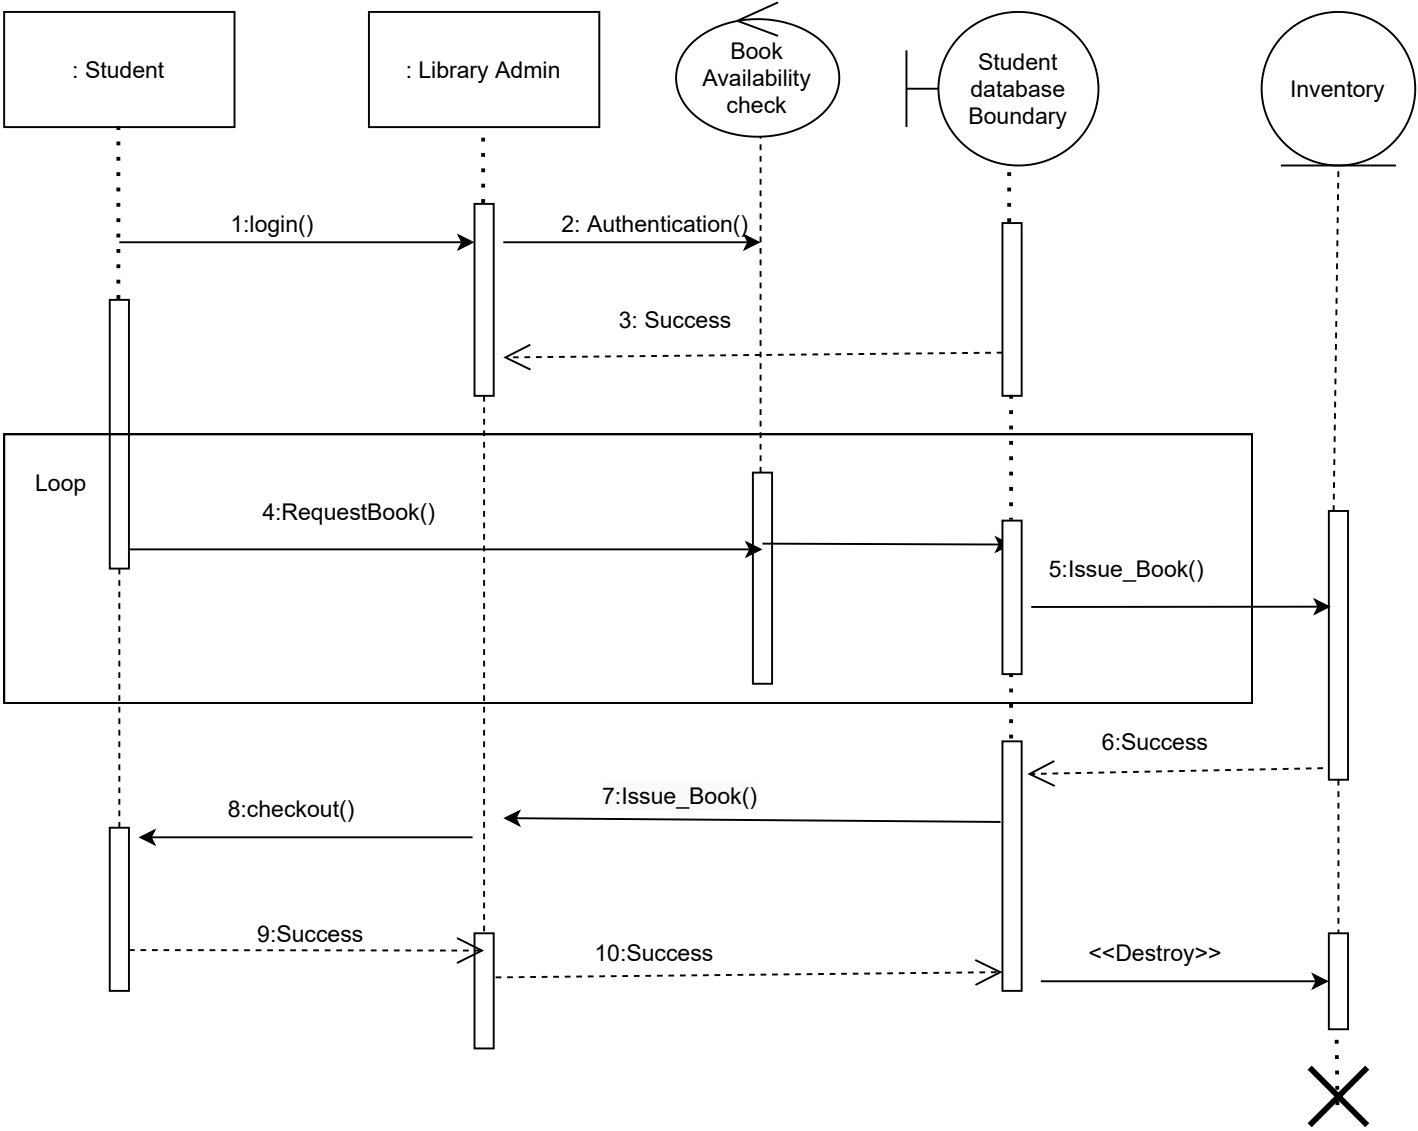 : Student
: Library Admin
Book
Availability
check
Student
database
Boundary
Inventory
1:login()
2: Authentication()
3: Success
Loop
4:RequestBook()
5:Issue_Book()
6:Success
7:Issue_Book()
8:checkout()
9:Success
10:Success
<<Destroy>>